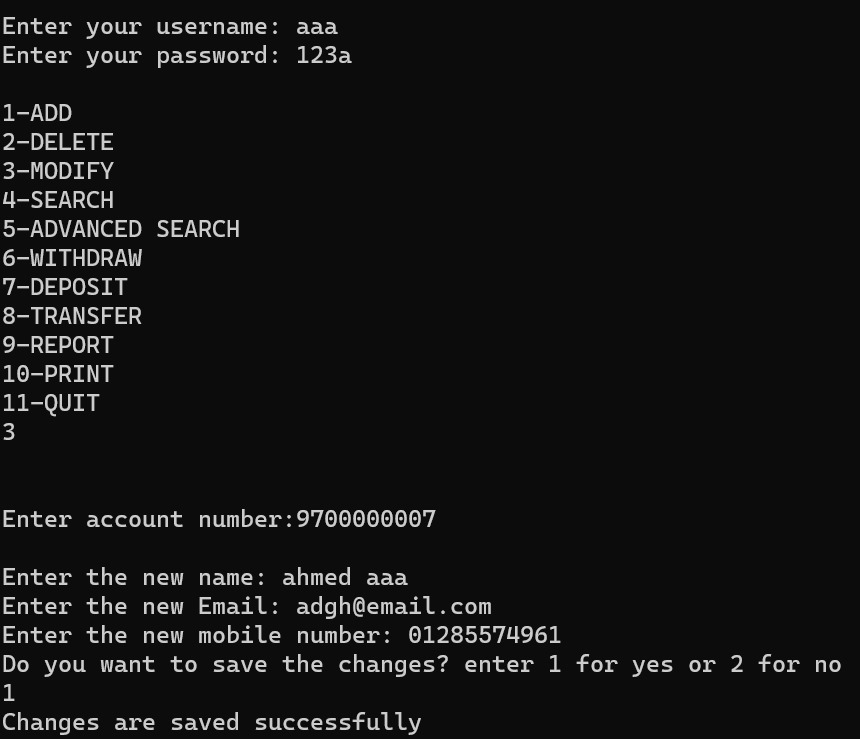 Enter your username: aaa
Enter your password: 123a
1-ADD
2-DELETE
3-MODIFY
4-SEARCH
5-ADVANCED SEARCH
6-WITHDRAW
7-DEPOSIT
8-TRANSFER
9-REPORT
10-PRINT
11-QUIT
3
Enter account number:9700000007
Enter the new name: ahmed aaa
Enter the new Email: adgh@email.com
Enter the new mobile number: 01285574961
Do you want to save the changes? enter 1 for yes or 2 for no
1
Changes are saved successfully